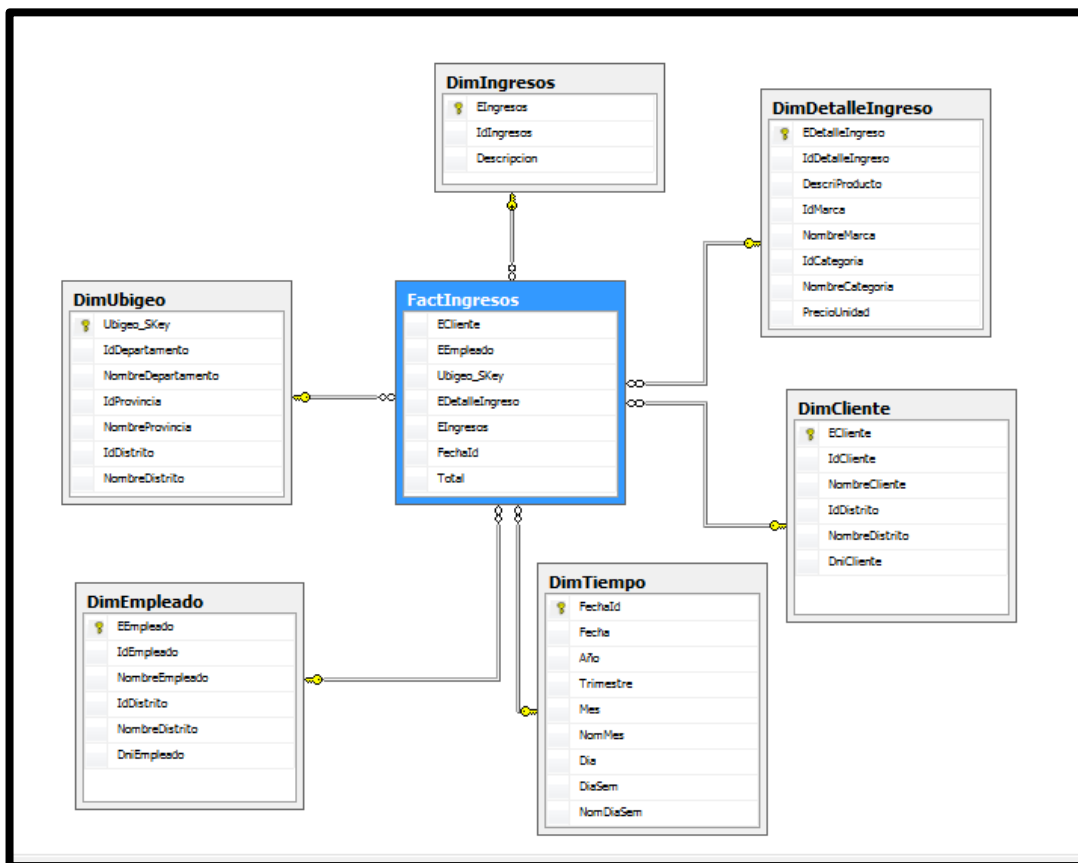 DimIngresos
EIngresos
IdIngresos
Descripcion
DimDetalleIngreso
EDetalleIngreso
IdDetalleIngreso
DescriProducto
IdMarca
NombreMarca
IdCategoria
NombreCategoria
PrecioUnidad
DimUbigeo
Ubigeo_SKey
IdDepartamento
NombreDepartamento
IdProvincia
NombreProvincia
IdDistrito
NombreDistrito
FactIngresos
ECliente
EEmpleado
Ubigeo_SKey
EDetalleIngreso
EIngresos
FechaId
Total
DimCliente
ECliente
IdCliente
NombreCliente
IdDistrito
NombreDistrito
DniCliente
DimEmpleado
EEmpleado
IdEmpleado
NombreEmpleado
IdDistrito
NombreDistrito
DniEmpleado
DimTiempo
FechaId
Fecha
Año
Trimestre
Mes
NomMes
Dia
DiaSem
NomDiaSem